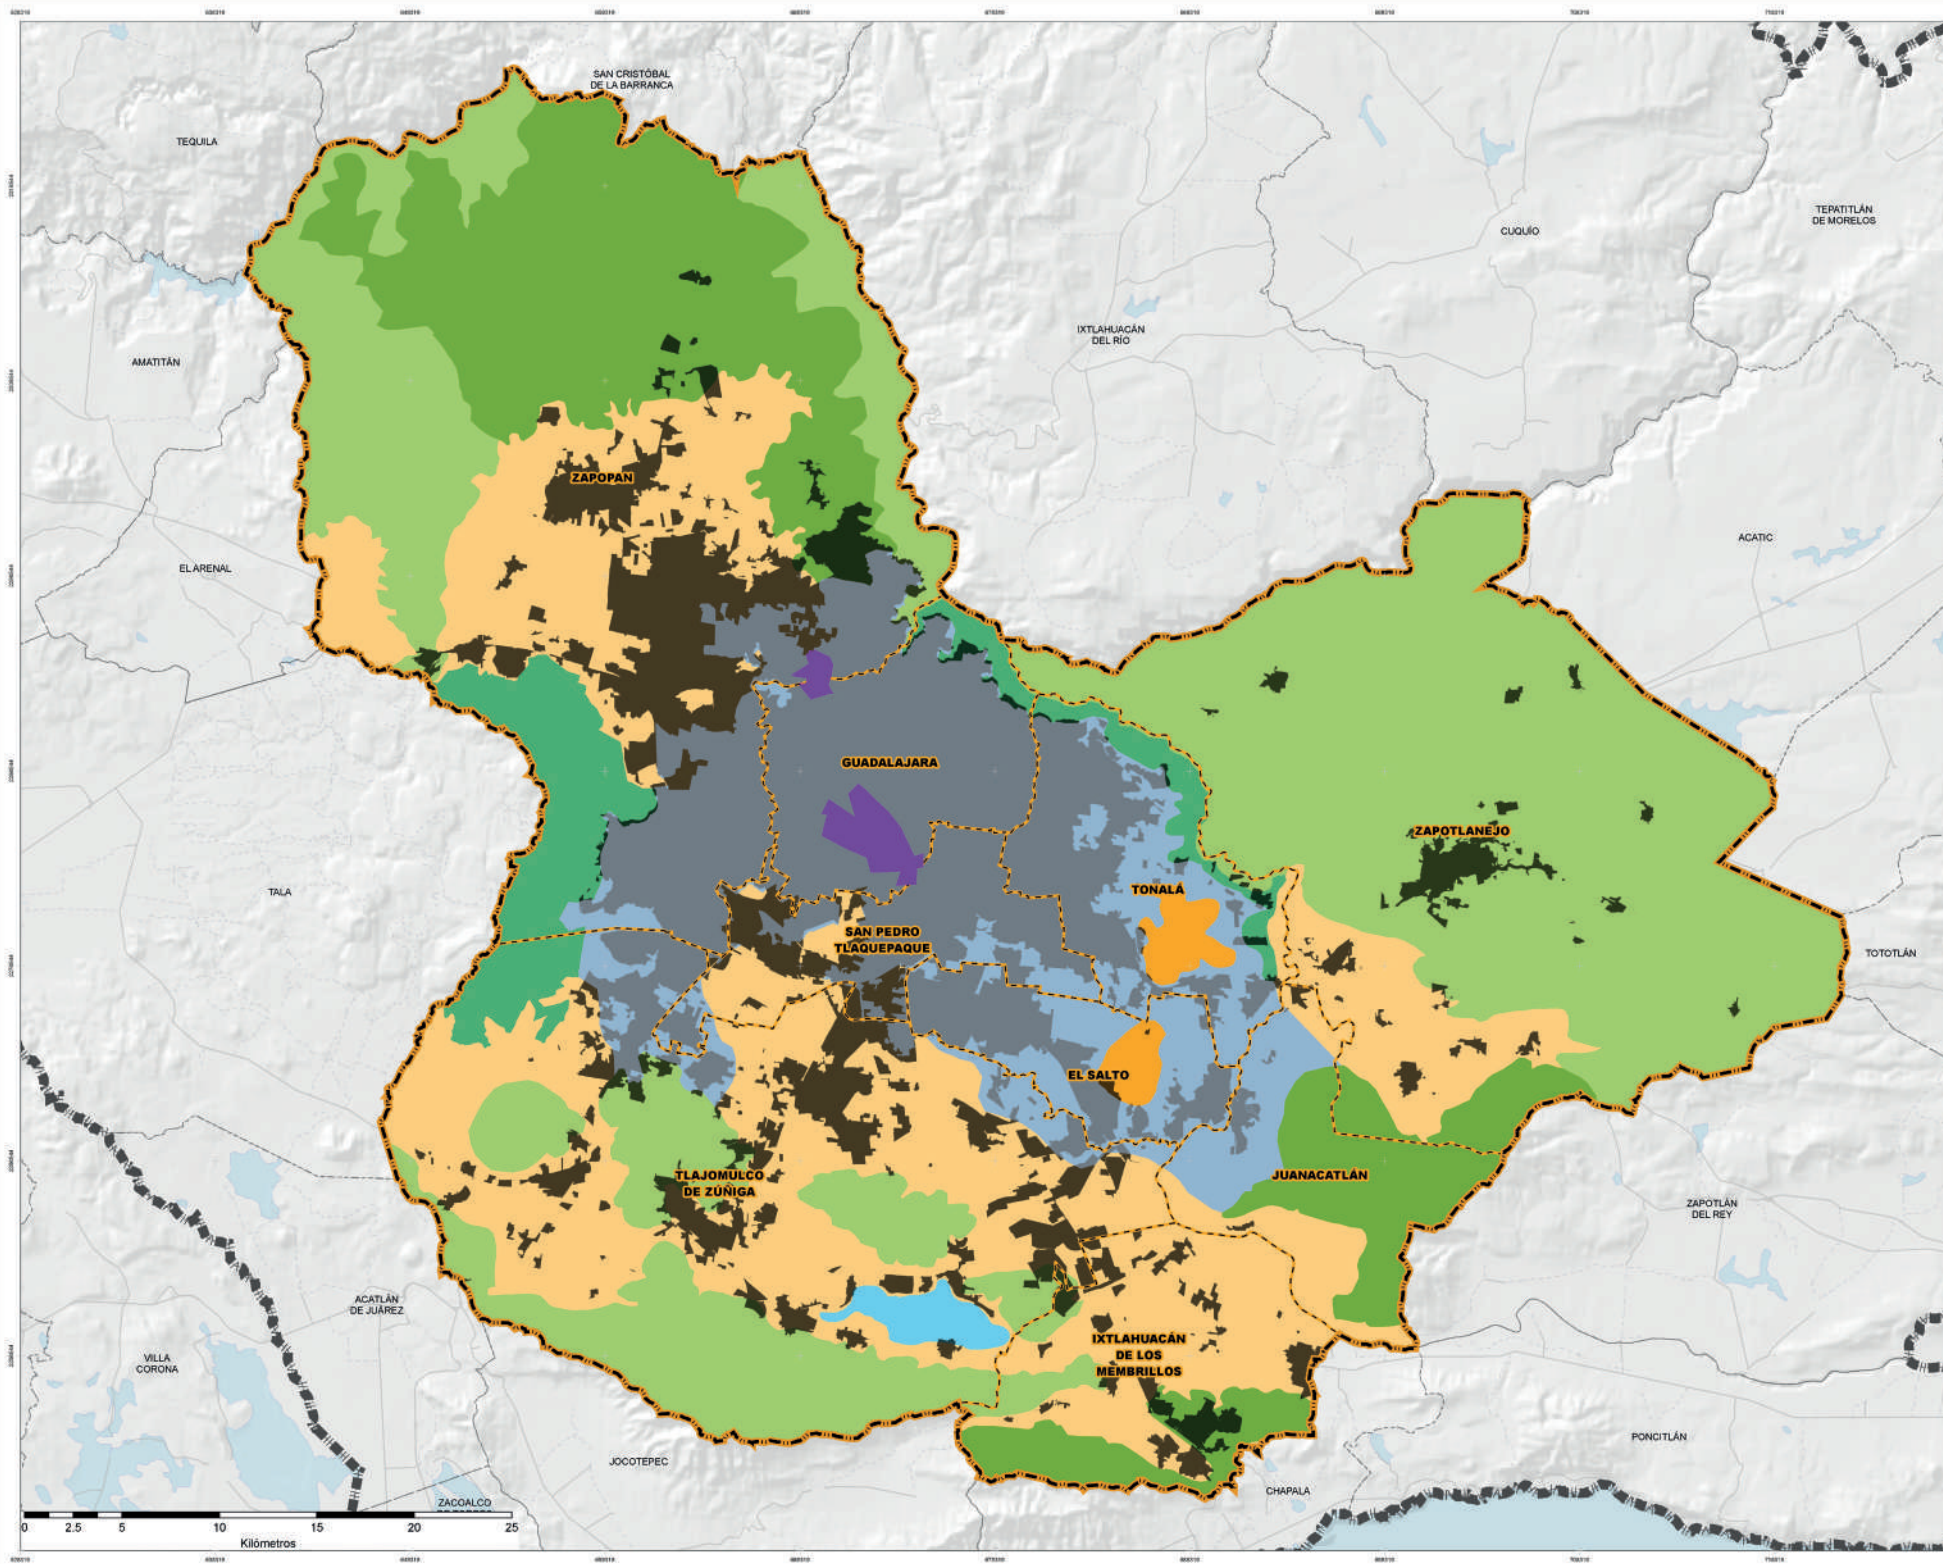 SAN CRISTÓBAL
DE LA BARRANCA
TEQUILA
TEPATITLÁN
DE MORELOS
CUQUÍO
IXTLAHUACÁN
DEL RÍO
AMATITÁN
ZAPOPAN
ACATIC
EL ARENAL
GUADALAJARA
ZAPOTLANEJO
TALA
TONALÁ
SAN PEDRO
TLAQUEPAQUE
TOTOTLÁN
EL SALTO
TLAJOMULCO
DE ZÚÑIGA
JUANACATLÁN
ZAPOTLÁN
DEL REY
ACATLÁN
DE JUÁREZ
IXTLAHUACÁN
DE LOS
MEMBRILLOS
VILLA
CORONA
PONCITLÁN
JOCOTEPEC
CHAPALA
ZACOALCO
0 2.5 5 10 15 20 25
Kilómetros